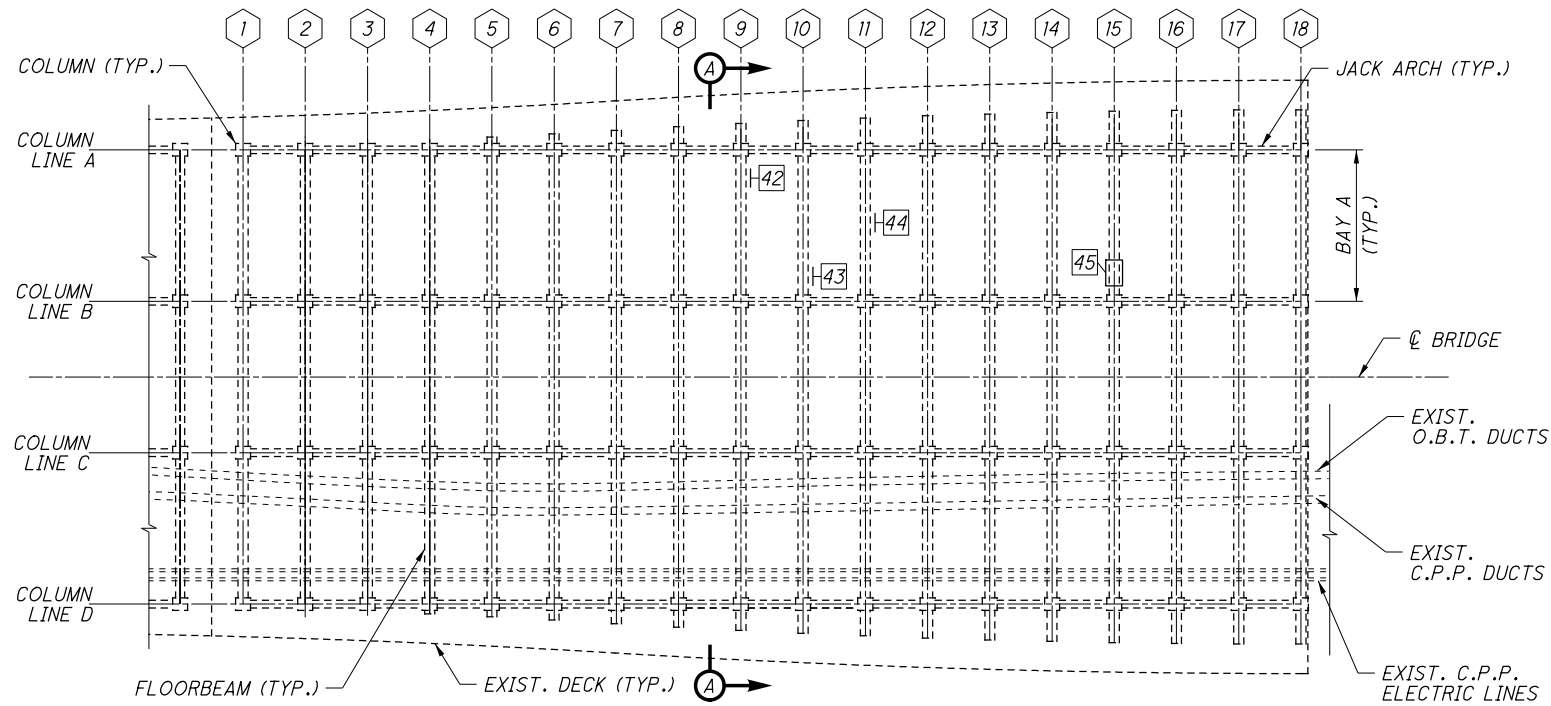 1 2 3 4 5 6 7 8 9 10 11 12 13 14 15 16 17 18
COLUMN (TYP.)
A
JACK ARCH (TYP.)
COLUMN
LINE A
42
44
BAY A
(TYP.)
45
43
COLUMN
LINE B
℄ BRIDGE
COLUMN
LINE C
EXIST.
O.B.T. DUCTS
EXIST.
C.P.P. DUCTS
COLUMN
LINE D
FLOORBEAM (TYP.)
EXIST. DECK (TYP.)
A
EXIST. C.P.P.
ELECTRIC LINES